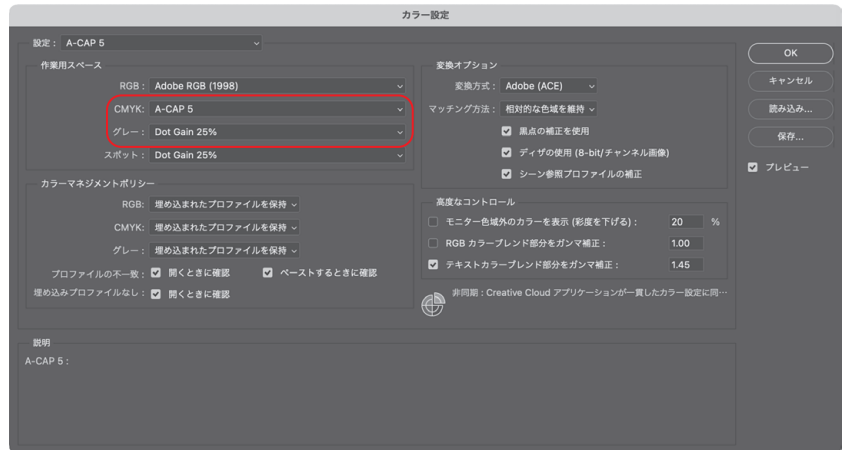 カラー設定
設定： A-CAP 5
作業用スペース
RGB： Adobe RGB (1998)
CMYK: A-CAP 5
グレー： Dot Gain 25%
スポット： Dot Gain 25%
カラーマネジメントポリシー
RGB: 埋め込まれたプロファイルを保持
CMYK: 埋め込まれたプロファイルを保持
グレー： 埋め込まれたプロファイルを保持
プロファイルの不一致： 開くときに確認 ペーストするときに確認
埋め込みプロファイルなし： 開くときに確認
変換オプション
変換方式： Adobe (ACE)
マッチング方法： 相対的な色域を維持
黒点の補正を使用
ディザの使用 (8-bit/チャンネル画像)
シーン参照プロファイルの補正
高度なコントロール
モニター色域外のカラーを表示 (彩度を下げる)： 20 %
RGB カラーブレンド部分をガンマ補正： 1.00
テキストカラーブレンド部分をガンマ補正： 1.45
非同期：Creative Cloud アプリケーションが一貫したカラー設定に同…
OK
キャンセル
読み込み...
保存...
プレビュー
説明
A-CAP 5：